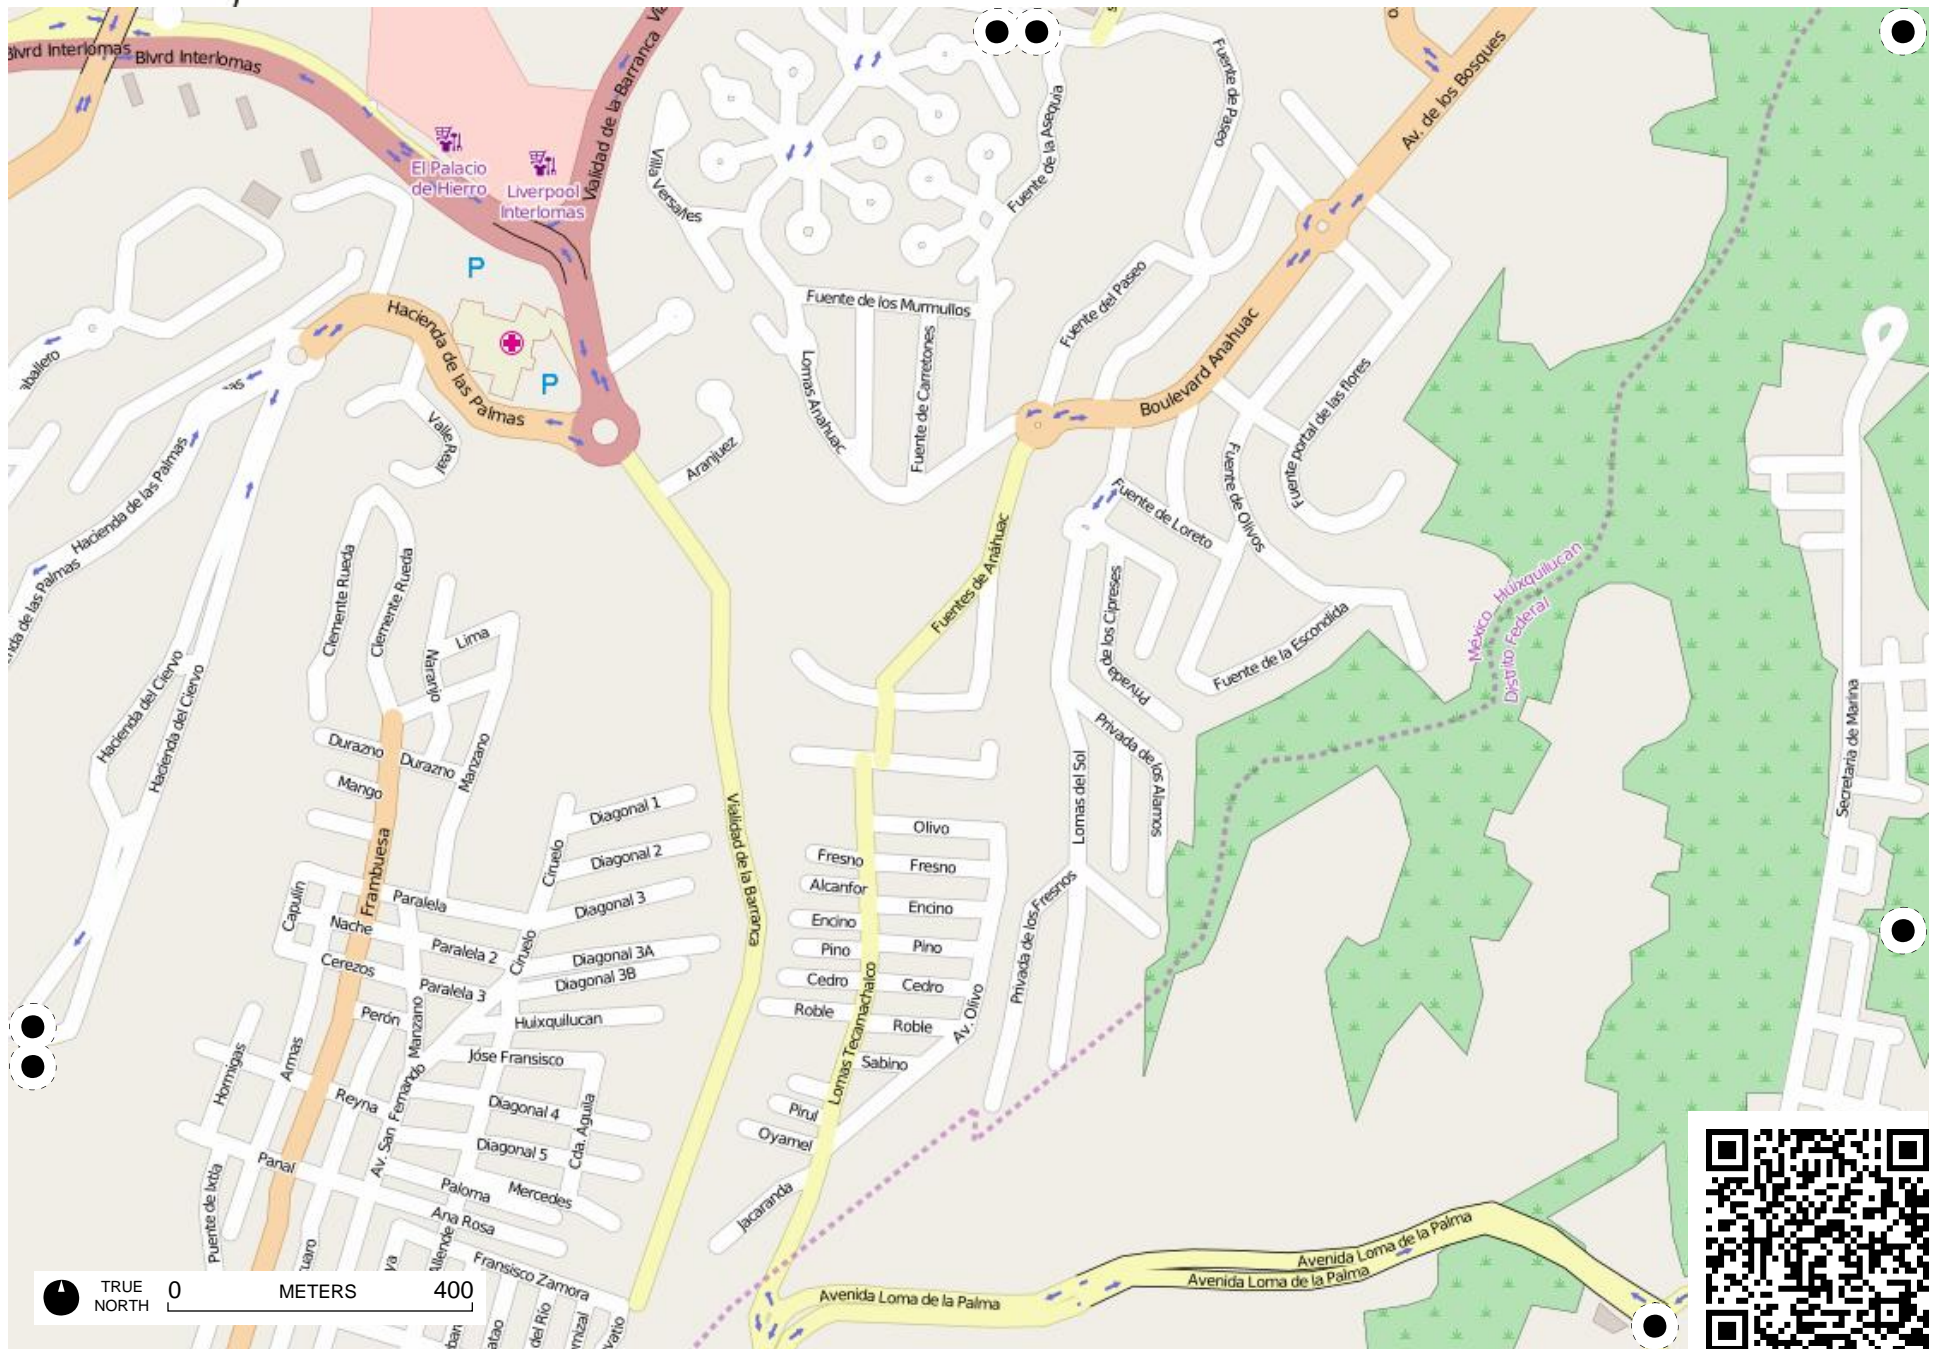 Blvrd Interlomas
Blvrd Interlomas
Vialidad de la Barranca
El Palacio
de Hierro
Liverpool
Interlomas
Villa Versalles
Fuente de la Asequia
Fuente de Paseo
Av. de los Bosques
P
Hacienda de las Palmas
P
Fuente de los Murmullos
Fuente de Carretones
Lomas Anahuac
Fuente del Paseo
Boulevard Anahuac
Fuente portal de las flores
Fuente de Olivos
Fuente de Loreto
Valle Real
Aranjuez
Hacienda de las Palmas
Hacienda del Ciervo
Hacienda del Ciervo
Clemente Rueda
Clemente Rueda
Lima
Naranjo
Fuentes de Anáhuac
Privada de los Cipreses
Fuente de la Escondida
México
Huixquilucan
Distrito Federal
Secretaria de Marina
Durazno
Durazno
Manzano
Mango
Frambuesa
Privada de los Alamos
Lomas del Sol
Vialidad de la Barranca
Diagonal 1
Ciruelo
Diagonal 2
Diagonal 3
Olivo
Fresno
Fresno
Alcanfor
Encino
Encino
Pino
Pino
Cedro
Cedro
Roble
Roble
Sabino
Av. Olivo
Privada de los Fresnos
Lomas Tecamachalco
Capulín
Paralela
Nache
Paralela 2
Ciruelo
Diagonal 3A
Diagonal 3B
Cerezos
Paralela 3
Perón
Manzano
Huixquilucan
Jose Fransisco
Armas
Hormigas
Reyna
Av. San Fernando
Diagonal 4
Cda. Aguila
Diagonal 5
Pirul
Oyamel
Panal
Paloma
Mercedes
Puente de Ixtla
Ana Rosa
Jacaranda
Allende
Fransisco Zamora
Avenida Loma de la Palma
Avenida Loma de la Palma
Avenida Loma de la Palma
TRUE
NORTH
0 METERS 400